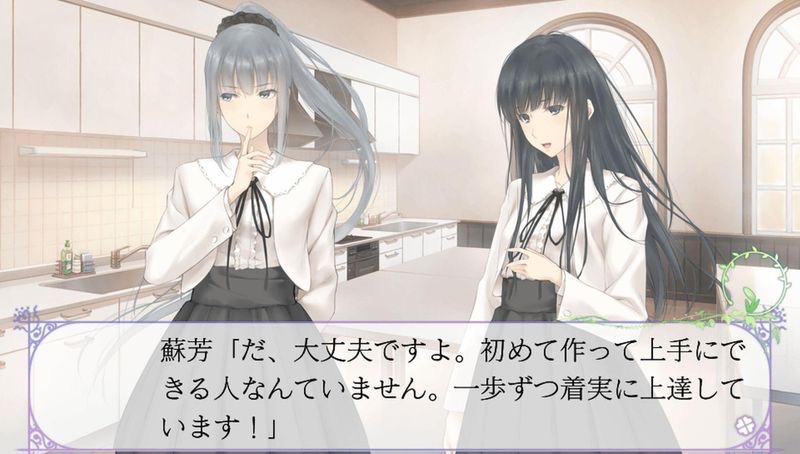 蘇芳「だ、大丈夫ですよ。初めて作って上手にで
きる人なんていません。一歩ずつ着実に上達して
います！」